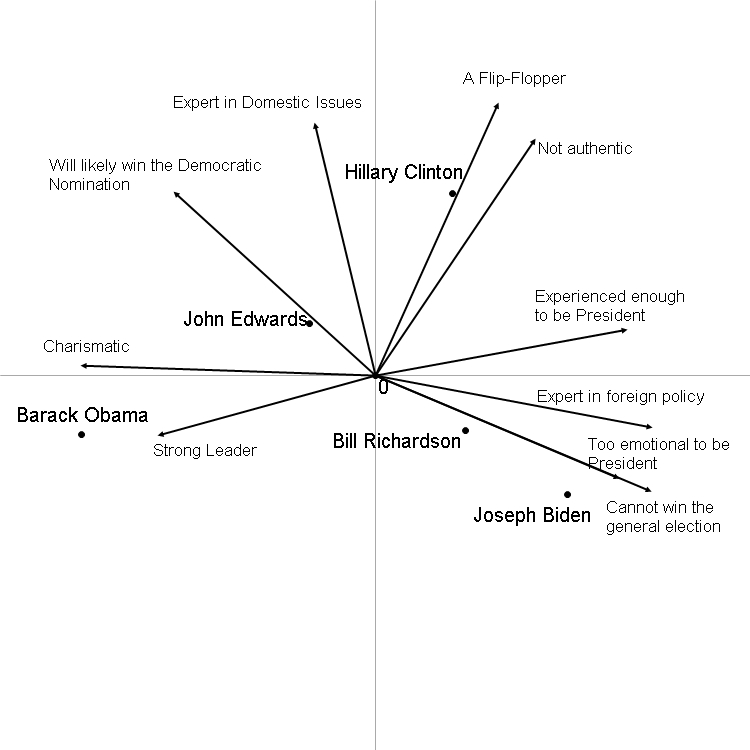 A Flip-Flopper
Expert in Domestic Issues
Not authentic
Will likely win the Democratic
Nomination
Hillary Clinton
Experienced enough
to be President
John Edwards
Charismatic
0
Expert in foreign policy
Barack Obama
Strong Leader
Bill Richardson
Too emotional to be
President
Joseph Biden
Cannot win the
general election